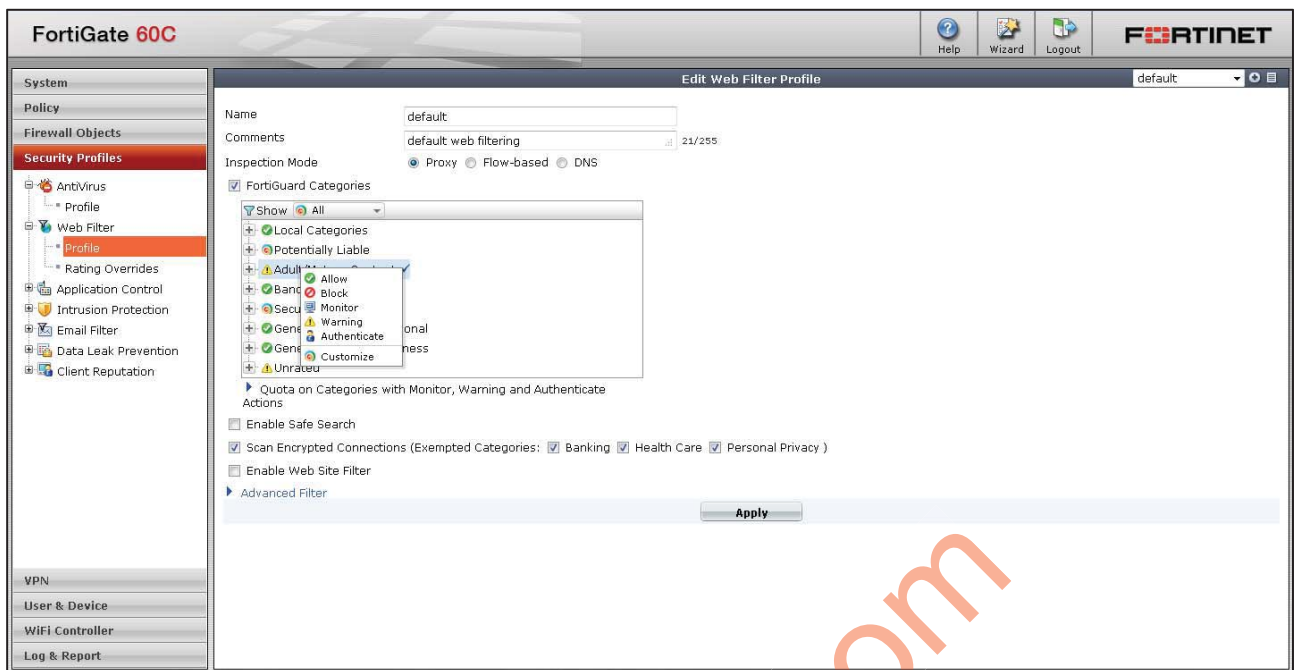 FortiGate 60C
Help
Wizard
Logout
FORTINET
System
Policy
Firewall Objects
Security Profiles
AntiVirus
Profile
Web Filter
Profile
Rating Overrides
Application Control
Intrusion Protection
Email Filter
Data Leak Prevention
Client Reputation
VPN
User & Device
WiFi Controller
Log & Report
Edit Web Filter Profile
default
Name
default
Comments
default web filtering
21/255
Inspection Mode
Proxy
Flow-based
DNS
FortiGuard Categories
Show
All
Local Categories
Potentially Liable
Allow
Block
Monitor
Warning
Authenticate
Customize
Unrated
Quota on Categories with Monitor, Warning and Authenticate
Actions
Enable Safe Search
Scan Encrypted Connections (Exempted Categories: Banking Health Care Personal Privacy )
Enable Web Site Filter
Advanced Filter
Apply
om